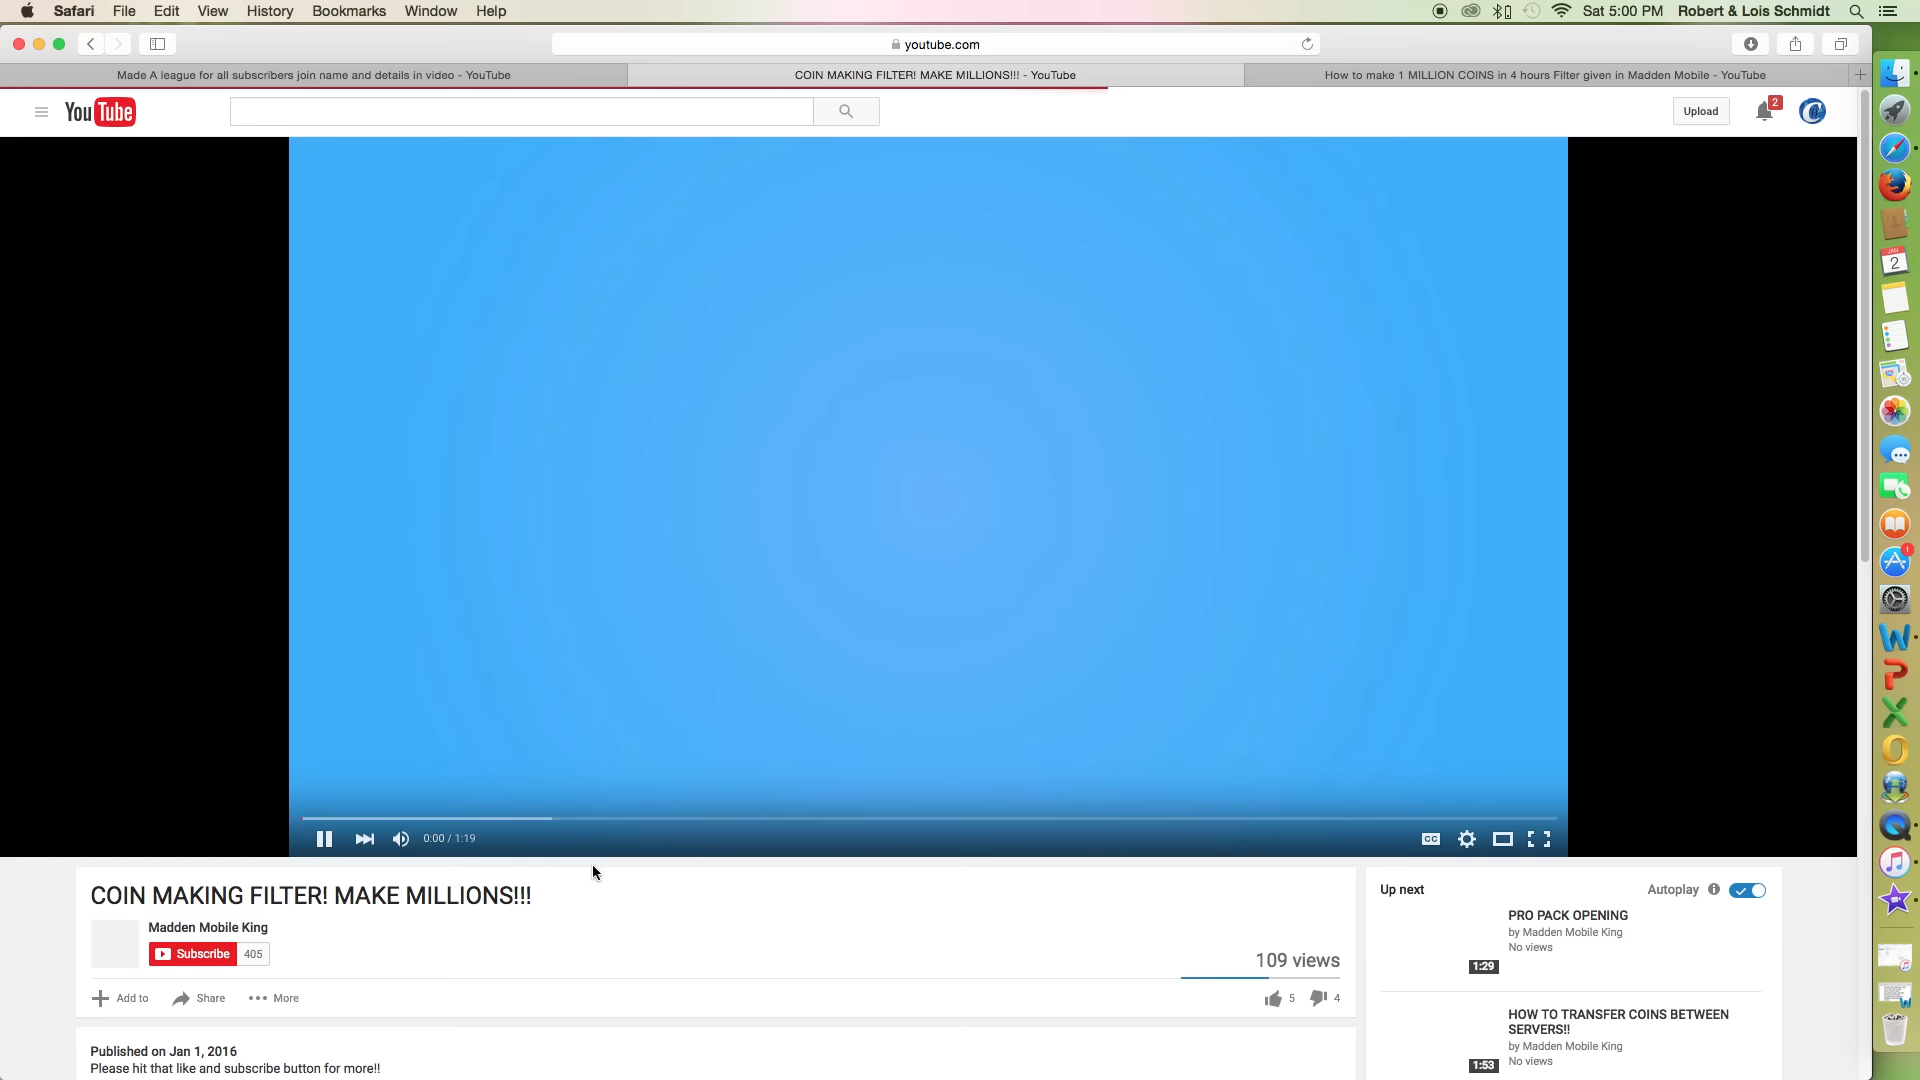 Safari File Edit View History Bookmarks Window Help
Sat 5:00 PM Robert & Lois Schmidt
youtube.com
Made A league for all subscribers join name and details in video - YouTube
COIN MAKING FILTER! MAKE MILLIONS!!! - YouTube
How to make 1 MILLION COINS in 4 hours Filter given in Madden Mobile - YouTube
YouTube
Upload
2
JAN
2
1
0:00 / 1:19
CC
COIN MAKING FILTER! MAKE MILLIONS!!!
Madden Mobile King
Subscribe 405
109 views
Add to Share More
5 4
Published on Jan 1, 2016
Please hit that like and subscribe button for more!!
Up next
Autoplay
PRO PACK OPENING
by Madden Mobile King
No views
1:29
HOW TO TRANSFER COINS BETWEEN
SERVERS!!
by Madden Mobile King
No views
1:53